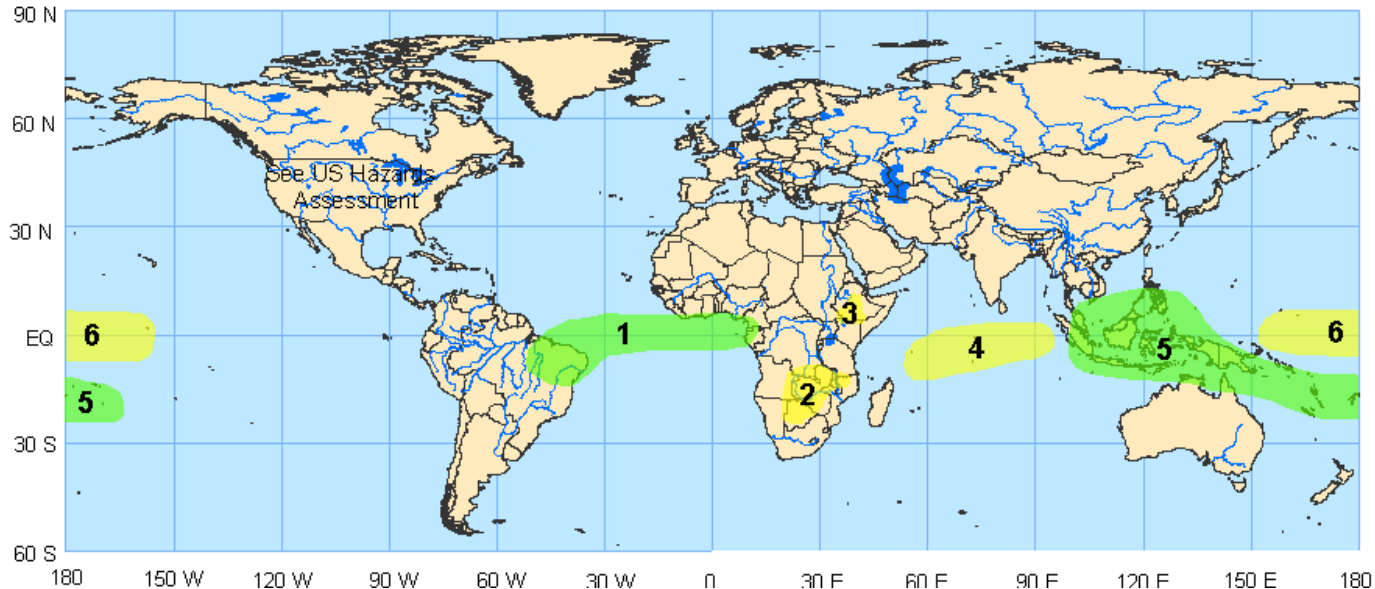 90 N
60 N
See US Hazards
Assessment
30 N
3
1
6
6
EQ
4
5
2
5
30 S
60 S
180
150 W
120 W
90 W
60 W
30 W
0
30 E
60 E
90 E
120 E
150 E
180